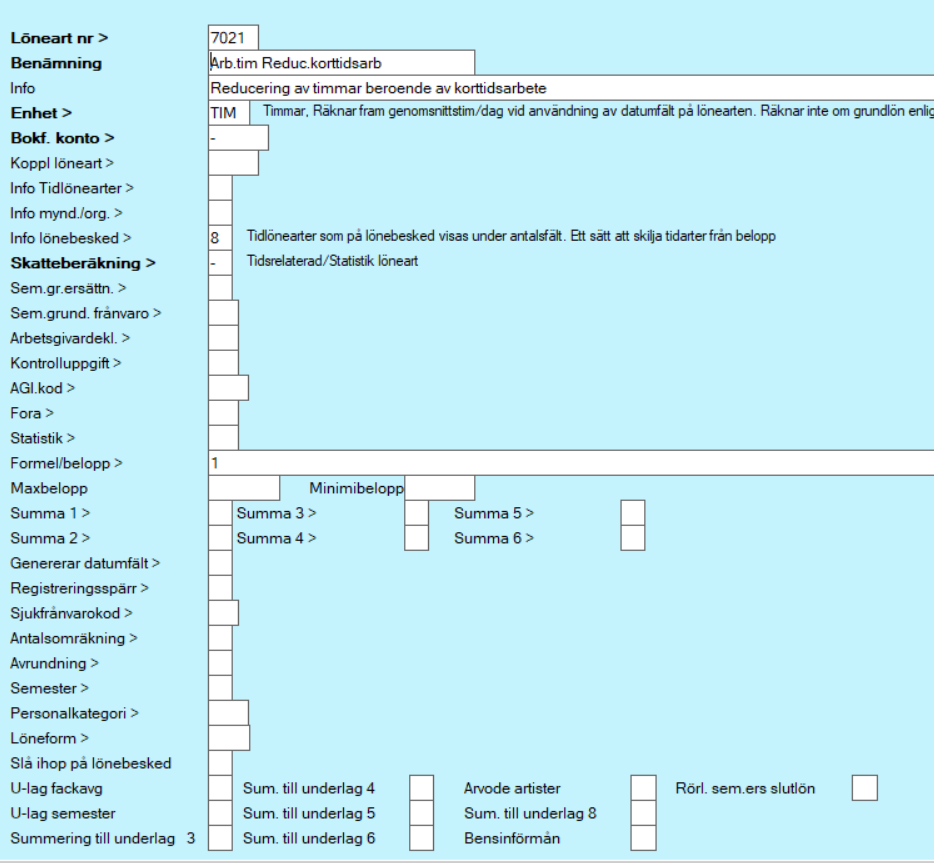 Löneart nr > 7021
Benämning Arb.tim Reduc.korttidsarb
Info Reducering av timmar beroende av korttidsarbete
Enhet > TIM Timmar, Räknar fram genomsnittstim/dag vid användning av datumfält på lönearten. Räknar inte om grundlön enlig
Bokf. konto > -
Koppl löneart >
Info Tidlönearter >
Info mynd./org. >
Info lönebesked > 8 Tidlönearter som på lönebesked visas under antalsfält. Ett sätt att skilja tidarter från belopp
Skatteberäkning > - Tidsrelaterad/Statistik löneart
Sem.gr.ersättn. >
Sem.grund. frånvaro >
Arbetsgivardekl. >
Kontrolluppgift >
AGI.kod >
Fora >
Statistik >
Formel/belopp > 1
Maxbelopp Minimibelopp
Summa 1 > Summa 3 > Summa 5 >
Summa 2 > Summa 4 > Summa 6 >
Genererar datumfält >
Registreringsspärr >
Sjukfrånvarokod >
Antalsomräkning >
Avrundning >
Semester >
Personalkategori >
Löneform >
Slå ihop på lönebesked
U-lag fackavg Sum. till underlag 4 Arvode artister Rörl. sem.ers slutlön
U-lag semester Sum. till underlag 5 Sum. till underlag 8
Summering till underlag 3 Sum. till underlag 6 Bensinförmån